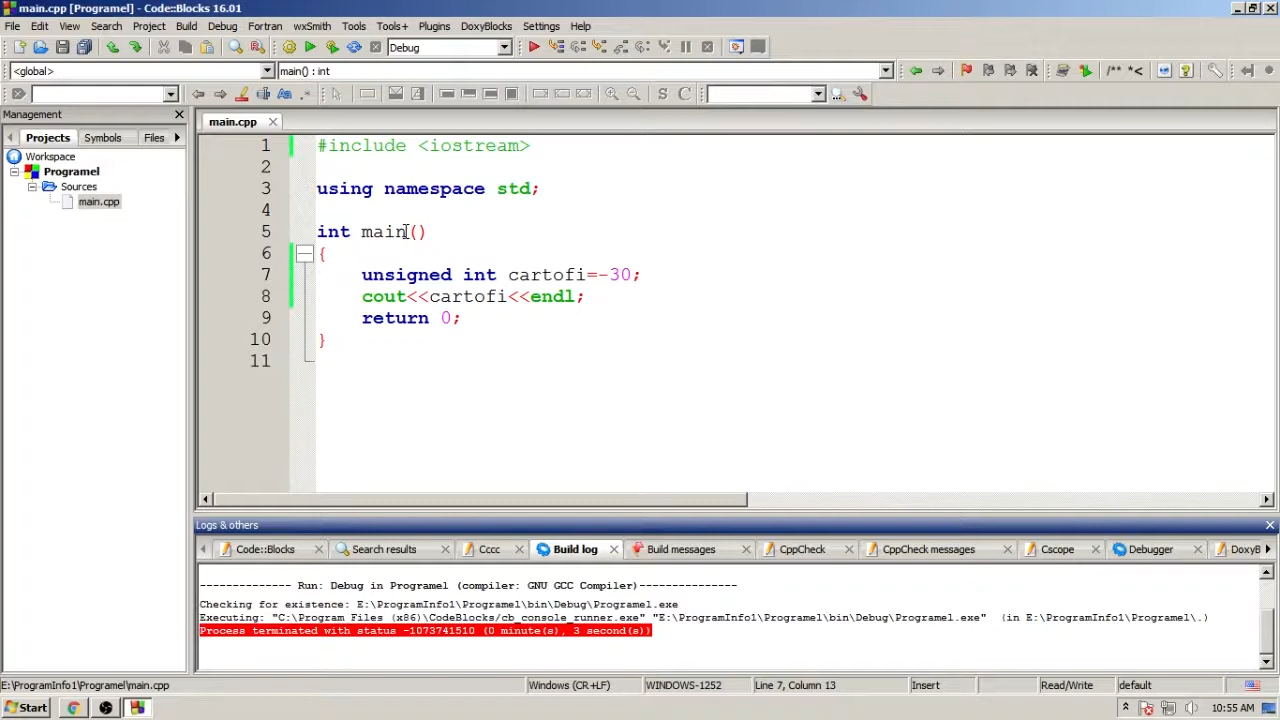 main.cpp [Programel] - Code::Blocks 16.01
File Edit View Search Project Build Debug Fortran wxSmith Tools Tools+ Plugins DoxyBlocks Settings Help
Debug
<global> main() : int /** *<
S C
Management
main.cpp
Projects Symbols Files
Workspace
Programel
Sources
main.cpp
1 #include <iostream>
2
3 using namespace std;
4
5 int main()
6 {
7 unsigned int cartofi=-30;
8 cout<<cartofi<<endl;
9 return 0;
10 }
11
Logs & others
Code::Blocks Search results Cccc Build log Build messages CppCheck CppCheck messages Cscope Debugger DoxyB
-------------- Run: Debug in Programel (compiler: GNU GCC Compiler)---------------
Checking for existence: E:\ProgramInfo1\Programel\bin\Debug\Programel.exe
Executing: "C:\Program Files (x86)\CodeBlocks/cb_console_runner.exe" "E:\ProgramInfo1\Programel\bin\Debug\Programel.exe"  (in E:\ProgramInfo1\Programel\.)
Process terminated with status -1073741510 (0 minute(s), 3 second(s))
E:\ProgramInfo1\Programel\main.cpp Windows (CR+LF) WINDOWS-1252 Line 7, Column 13 Insert Read/Write default
Start 10:55 AM